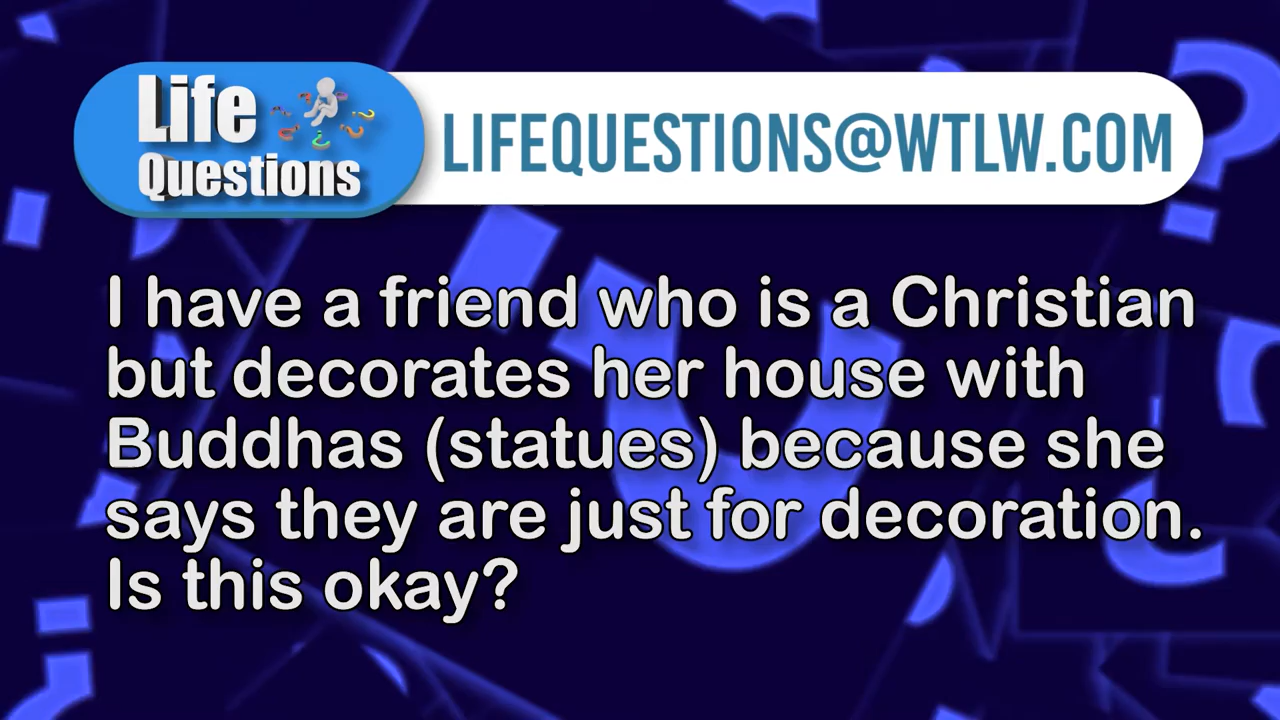 Life
Questions
LIFEQUESTIONS@WTLW.COM
I have a friend who is a Christian
but decorates her house with
Buddhas (statues) because she
says they are just for decoration.
Is this okay?